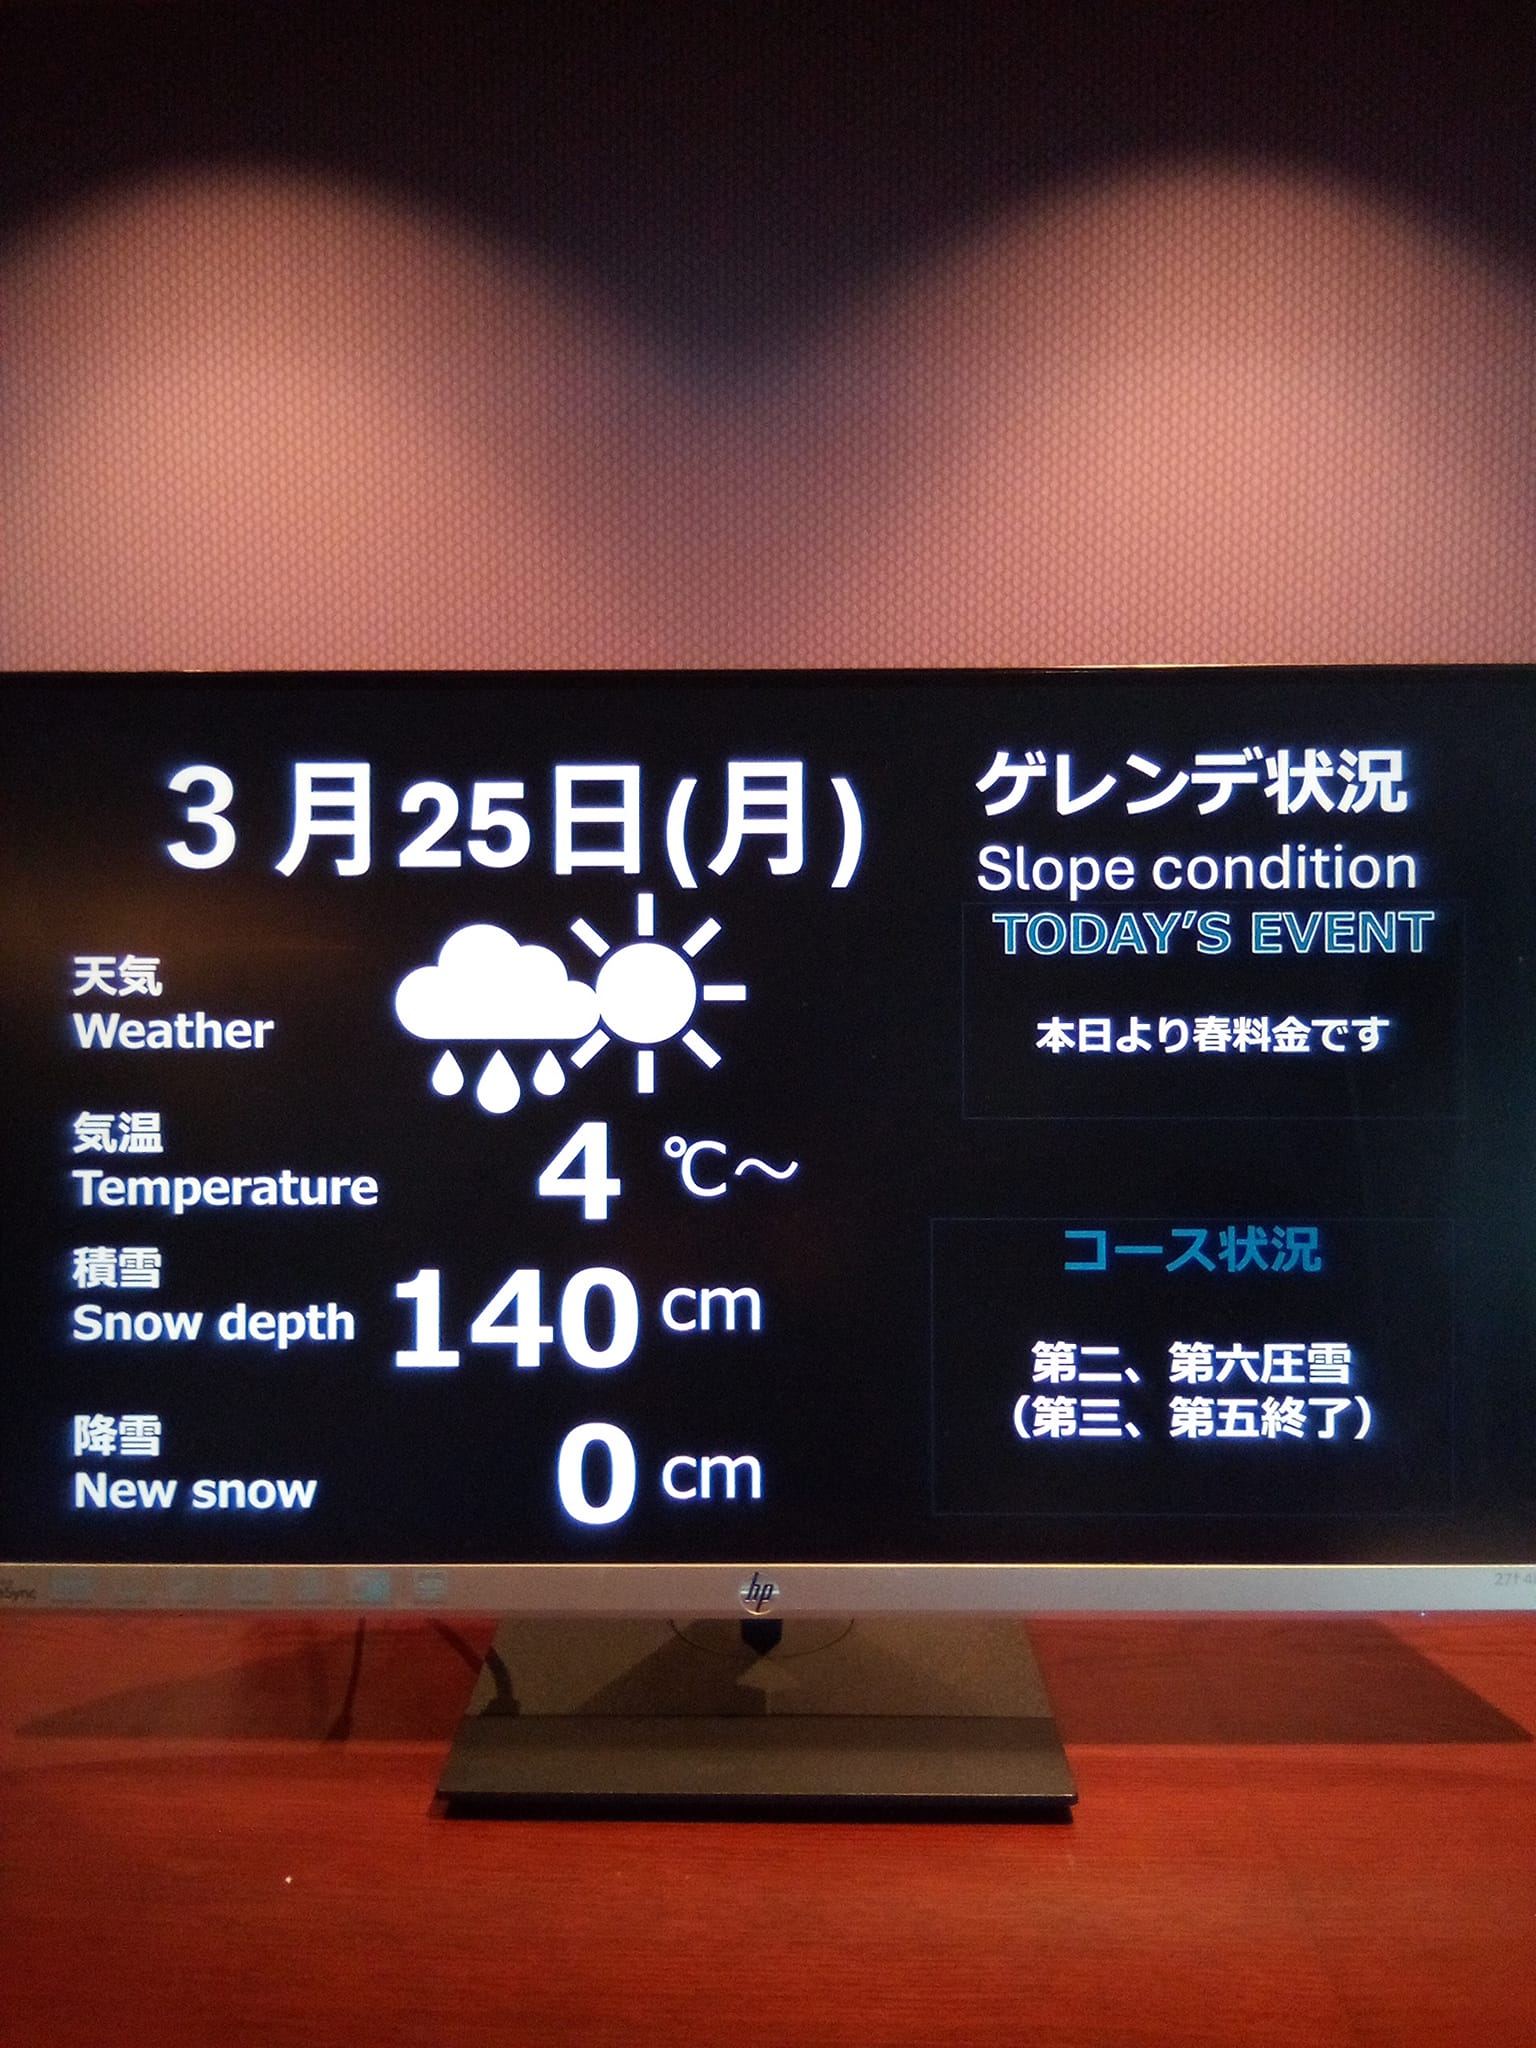 ３月25日(月)
天気
Weather
気温
Temperature
4 ℃～
積雪
Snow depth
140 cm
降雪
New snow
0 cm
ゲレンデ状況
Slope condition
TODAY’S EVENT
本日より春料金です
コース状況
第二、第六圧雪
（第三、第五終了）
hp